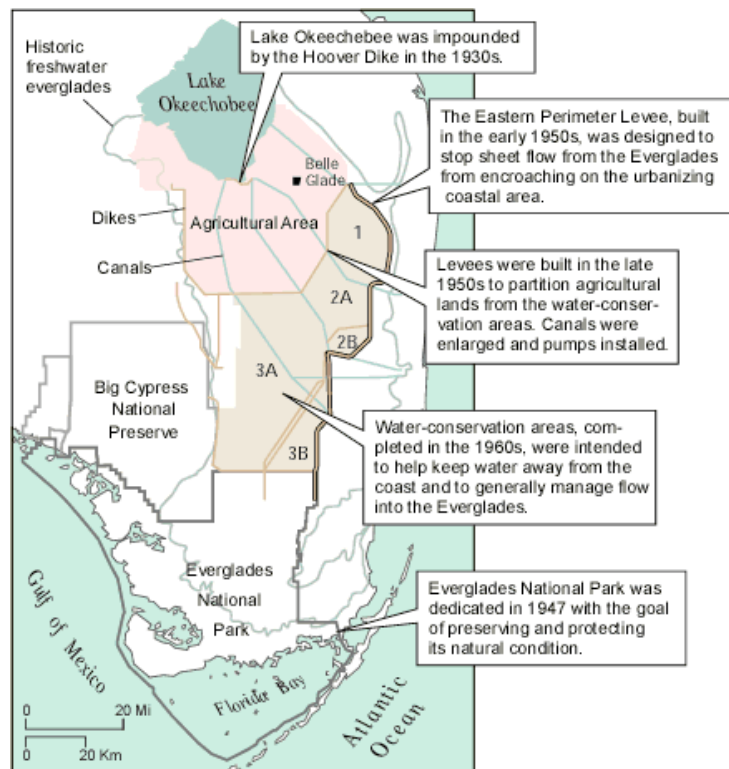 Historic
freshwater
everglades
Lake
Okeechobee
Lake Okeechebee was impounded
by the Hoover Dike in the 1930s.
The Eastern Perimeter Levee, built
in the early 1950s, was designed to
stop sheet flow from the Everglades
from encroaching on the urbanizing
coastal area.
Belle
Glade
Dikes
Agricultural Area
1
Canals
Levees were built in the late
1950s to partition agricultural
lands from the water-conser-
vation areas. Canals were
enlarged and pumps installed.
2A
2B
3A
Big Cypress
National
Preserve
Water-conservation areas, com-
pleted in the 1960s, were intended
to help keep water away from the
coast and to generally manage flow
into the Everglades.
3B
Everglades
National
Park
Everglades National Park was
dedicated in 1947 with the goal
of preserving and protecting
its natural condition.
Gulf of Mexico
Florida Bay
Atlantic
Ocean
0 20 Mi
0 20 Km